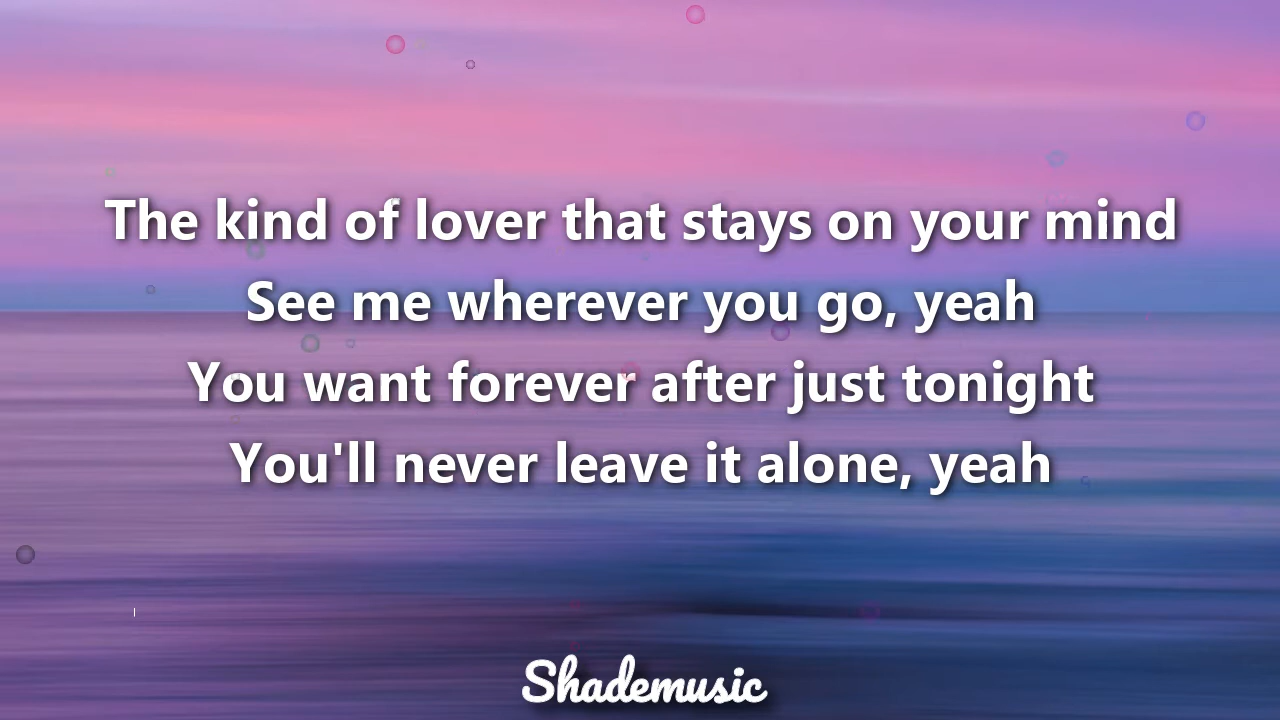 The kind of lover that stays on your mind
See me wherever you go, yeah
You want forever after just tonight
You'll never leave it alone, yeah
Shademusic